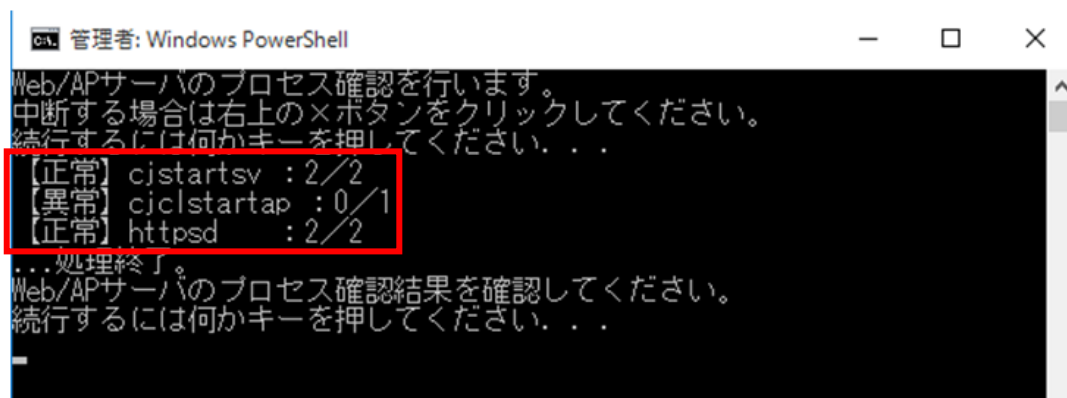 管理者: Windows PowerShell
Web/APサーバのプロセス確認を行います。
中断する場合は右上の×ボタンをクリックしてください。
続行するには何かキーを押してください. . .
【正常】cjstartsv :2/2
【異常】cjclstartap :0/1
【正常】httpsd :2/2
...処理終了。
Web/APサーバのプロセス確認結果を確認してください。
続行するには何かキーを押してください. . .